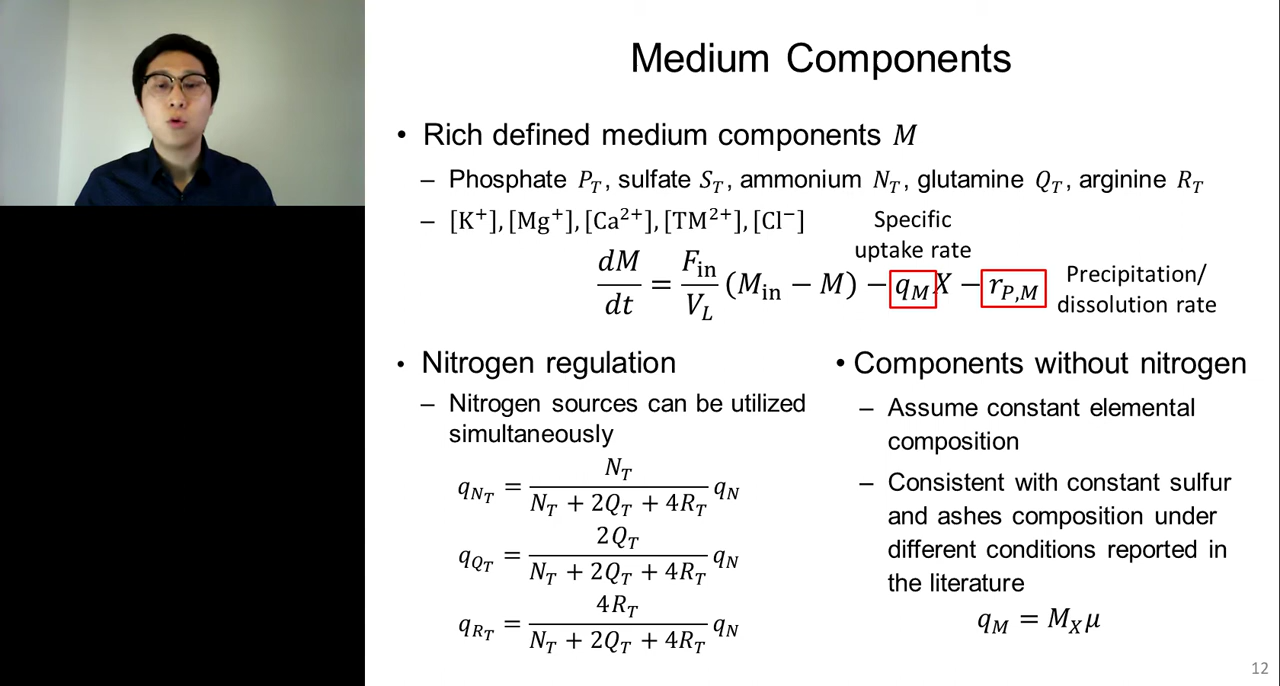 Medium Components
• Rich defined medium components M
– Phosphate P_T, sulfate S_T, ammonium N_T, glutamine Q_T, arginine R_T
– [K⁺], [Mg⁺], [Ca²⁺], [TM²⁺], [Cl⁻]
Specific
uptake rate
dM/dt = F_in/V_L (M_in − M) − q_M X − r_P,M
Precipitation/
dissolution rate
• Nitrogen regulation
– Nitrogen sources can be utilized
simultaneously
q_N_T = N_T/(N_T + 2Q_T + 4R_T) q_N
q_Q_T = 2Q_T/(N_T + 2Q_T + 4R_T) q_N
q_R_T = 4R_T/(N_T + 2Q_T + 4R_T) q_N
• Components without nitrogen
– Assume constant elemental
composition
– Consistent with constant sulfur
and ashes composition under
different conditions reported in
the literature
q_M = M_X μ
12